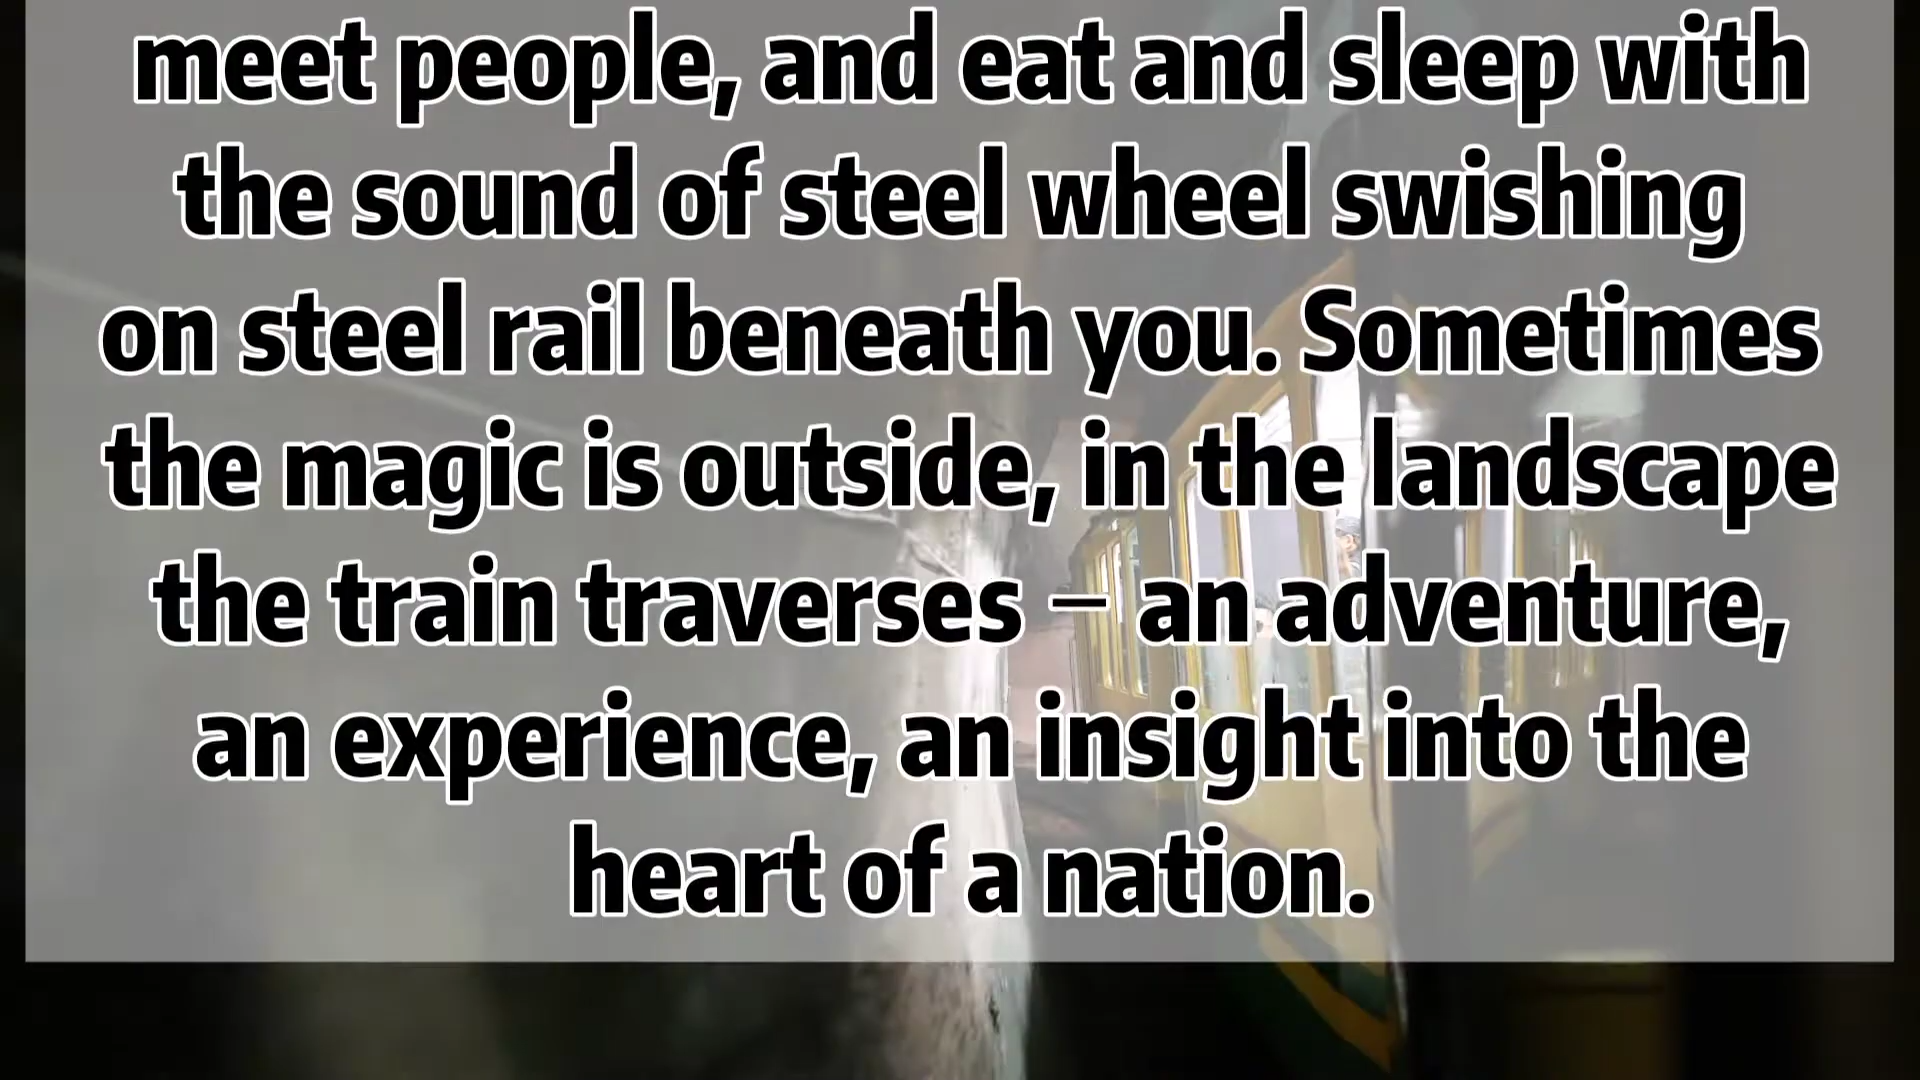 meet people, and eat and sleep with
the sound of steel wheel swishing
on steel rail beneath you. Sometimes
the magic is outside, in the landscape
the train traverses – an adventure,
an experience, an insight into the
heart of a nation.